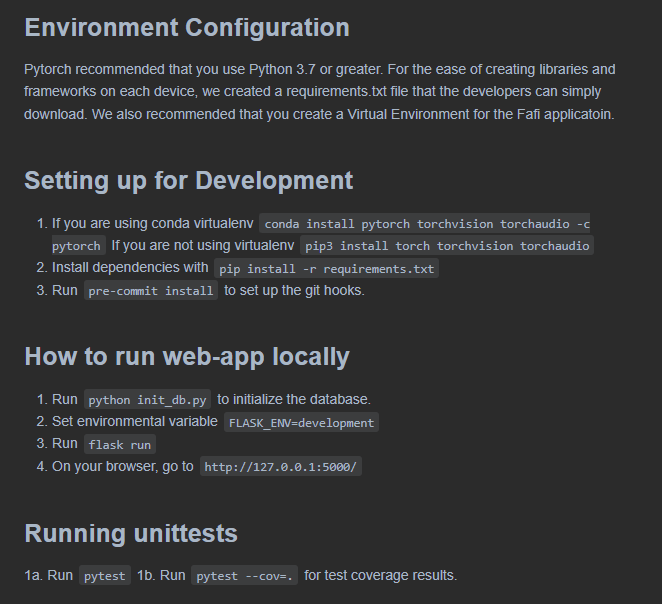 Environment Configuration
Pytorch recommended that you use Python 3.7 or greater. For the ease of creating libraries and
frameworks on each device, we created a requirements.txt file that the developers can simply
download. We also recommended that you create a Virtual Environment for the Fafi applicatoin.
Setting up for Development
1. If you are using conda virtualenv conda install pytorch torchvision torchaudio -c
pytorch If you are not using virtualenv pip3 install torch torchvision torchaudio
2. Install dependencies with pip install -r requirements.txt
3. Run pre-commit install to set up the git hooks.
How to run web-app locally
1. Run python init_db.py to initialize the database.
2. Set environmental variable FLASK_ENV=development
3. Run flask run
4. On your browser, go to http://127.0.0.1:5000/
Running unittests
1a. Run pytest 1b. Run pytest --cov=. for test coverage results.